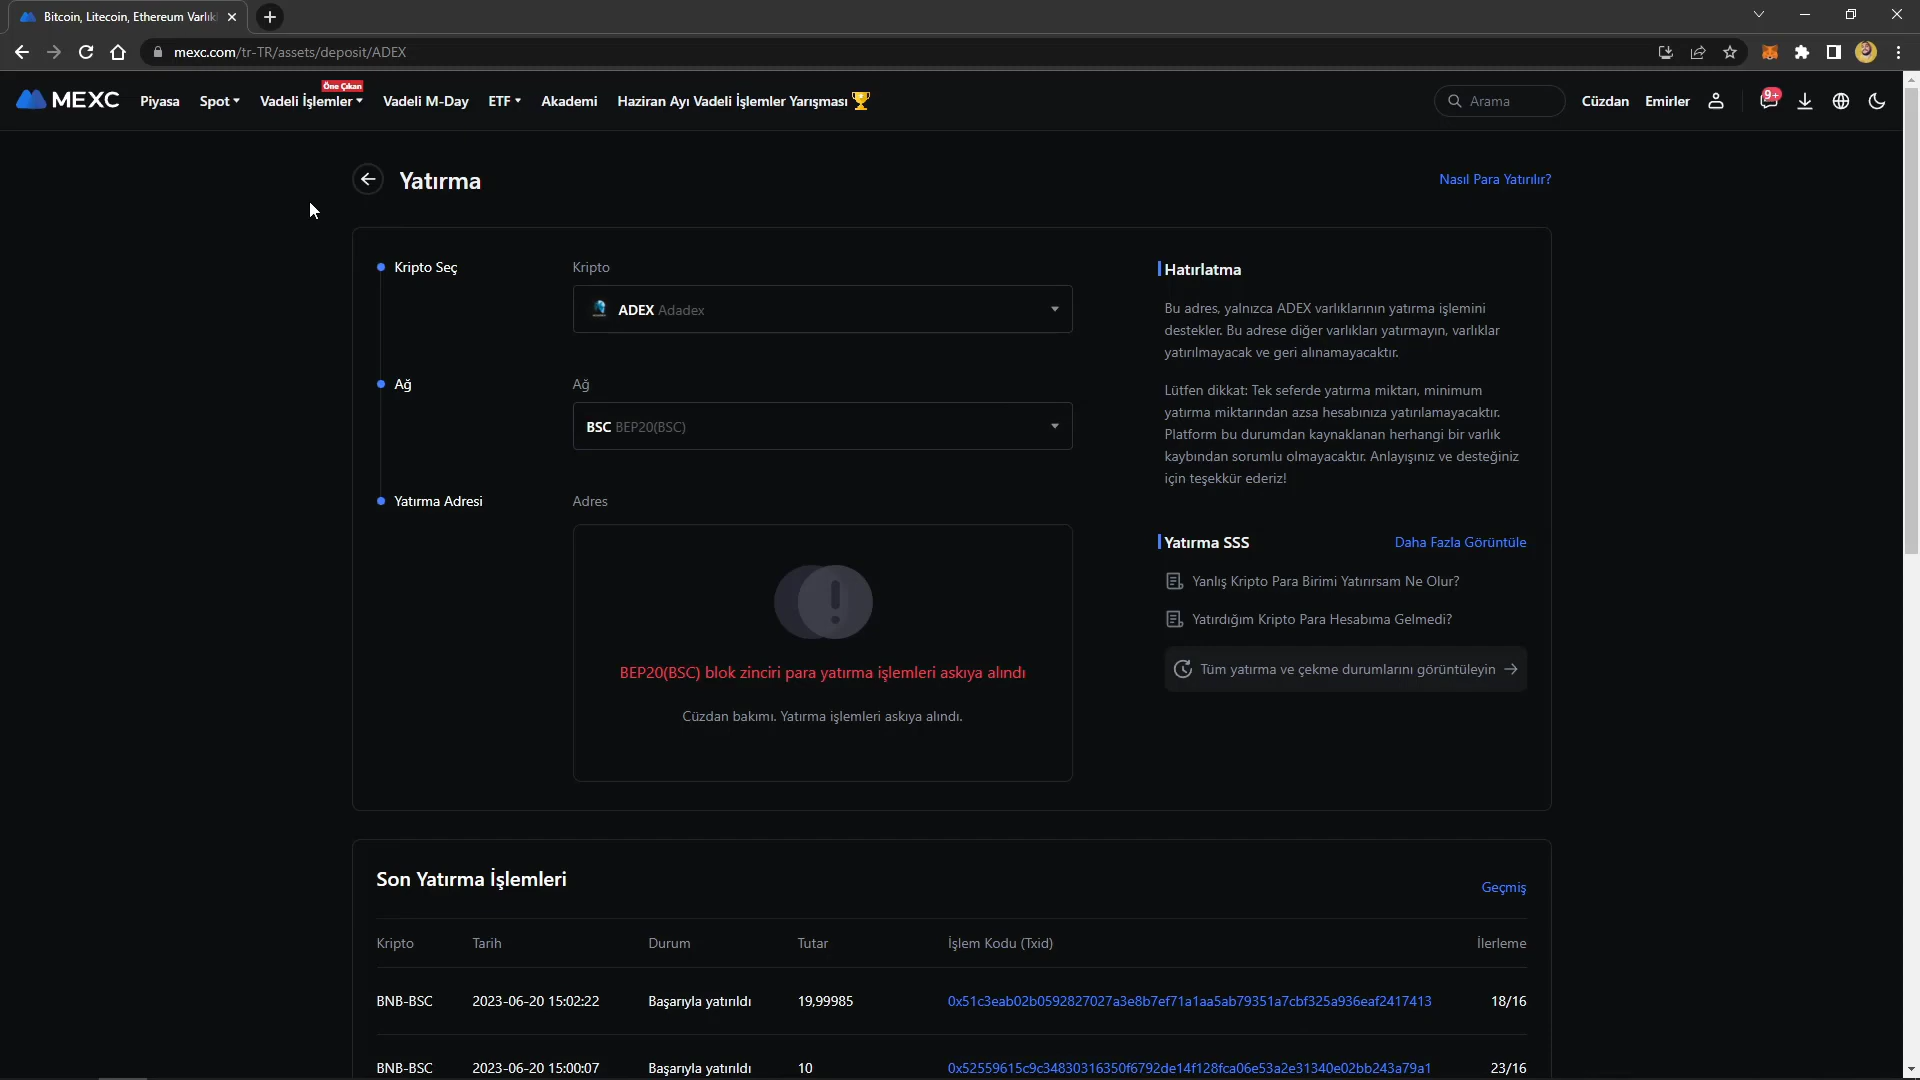 Bitcoin, Litecoin, Ethereum Varlık
mexc.com/tr-TR/assets/deposit/ADEX
MEXC
Piyasa
Spot
Vadeli İşlemler
Öne Çıkan
Vadeli M-Day
ETF
Akademi
Haziran Ayı Vadeli İşlemler Yarışması
Arama
Cüzdan
Emirler
9+
Yatırma
Nasıl Para Yatırılır?
Kripto Seç
Kripto
ADEX Adadex
Ağ
Ağ
BSC BEP20(BSC)
Yatırma Adresi
Adres
BEP20(BSC) blok zinciri para yatırma işlemleri askıya alındı
Cüzdan bakımı. Yatırma işlemleri askıya alındı.
Hatırlatma
Bu adres, yalnızca ADEX varlıklarının yatırma işlemini
destekler. Bu adrese diğer varlıkları yatırmayın, varlıklar
yatırılmayacak ve geri alınamayacaktır.
Lütfen dikkat: Tek seferde yatırma miktarı, minimum
yatırma miktarından azsa hesabınıza yatırılamayacaktır.
Platform bu durumdan kaynaklanan herhangi bir varlık
kaybından sorumlu olmayacaktır. Anlayışınız ve desteğiniz
için teşekkür ederiz!
Yatırma SSS
Daha Fazla Görüntüle
Yanlış Kripto Para Birimi Yatırırsam Ne Olur?
Yatırdığım Kripto Para Hesabıma Gelmedi?
Tüm yatırma ve çekme durumlarını görüntüleyin
Son Yatırma İşlemleri
Geçmiş
Kripto Tarih Durum Tutar İşlem Kodu (Txid) İlerleme
BNB-BSC 2023-06-20 15:02:22 Başarıyla yatırıldı 19,99985 0x51c3eab02b0592827027a3e8b7ef71a1aa5ab79351a7cbf325a936eaf2417413 18/16
BNB-BSC 2023-06-20 15:00:07 Başarıyla yatırıldı 10 0x52559615c9c34830316350f6792de14f128fca06e53a2e31340e02bb243a79a1 23/16